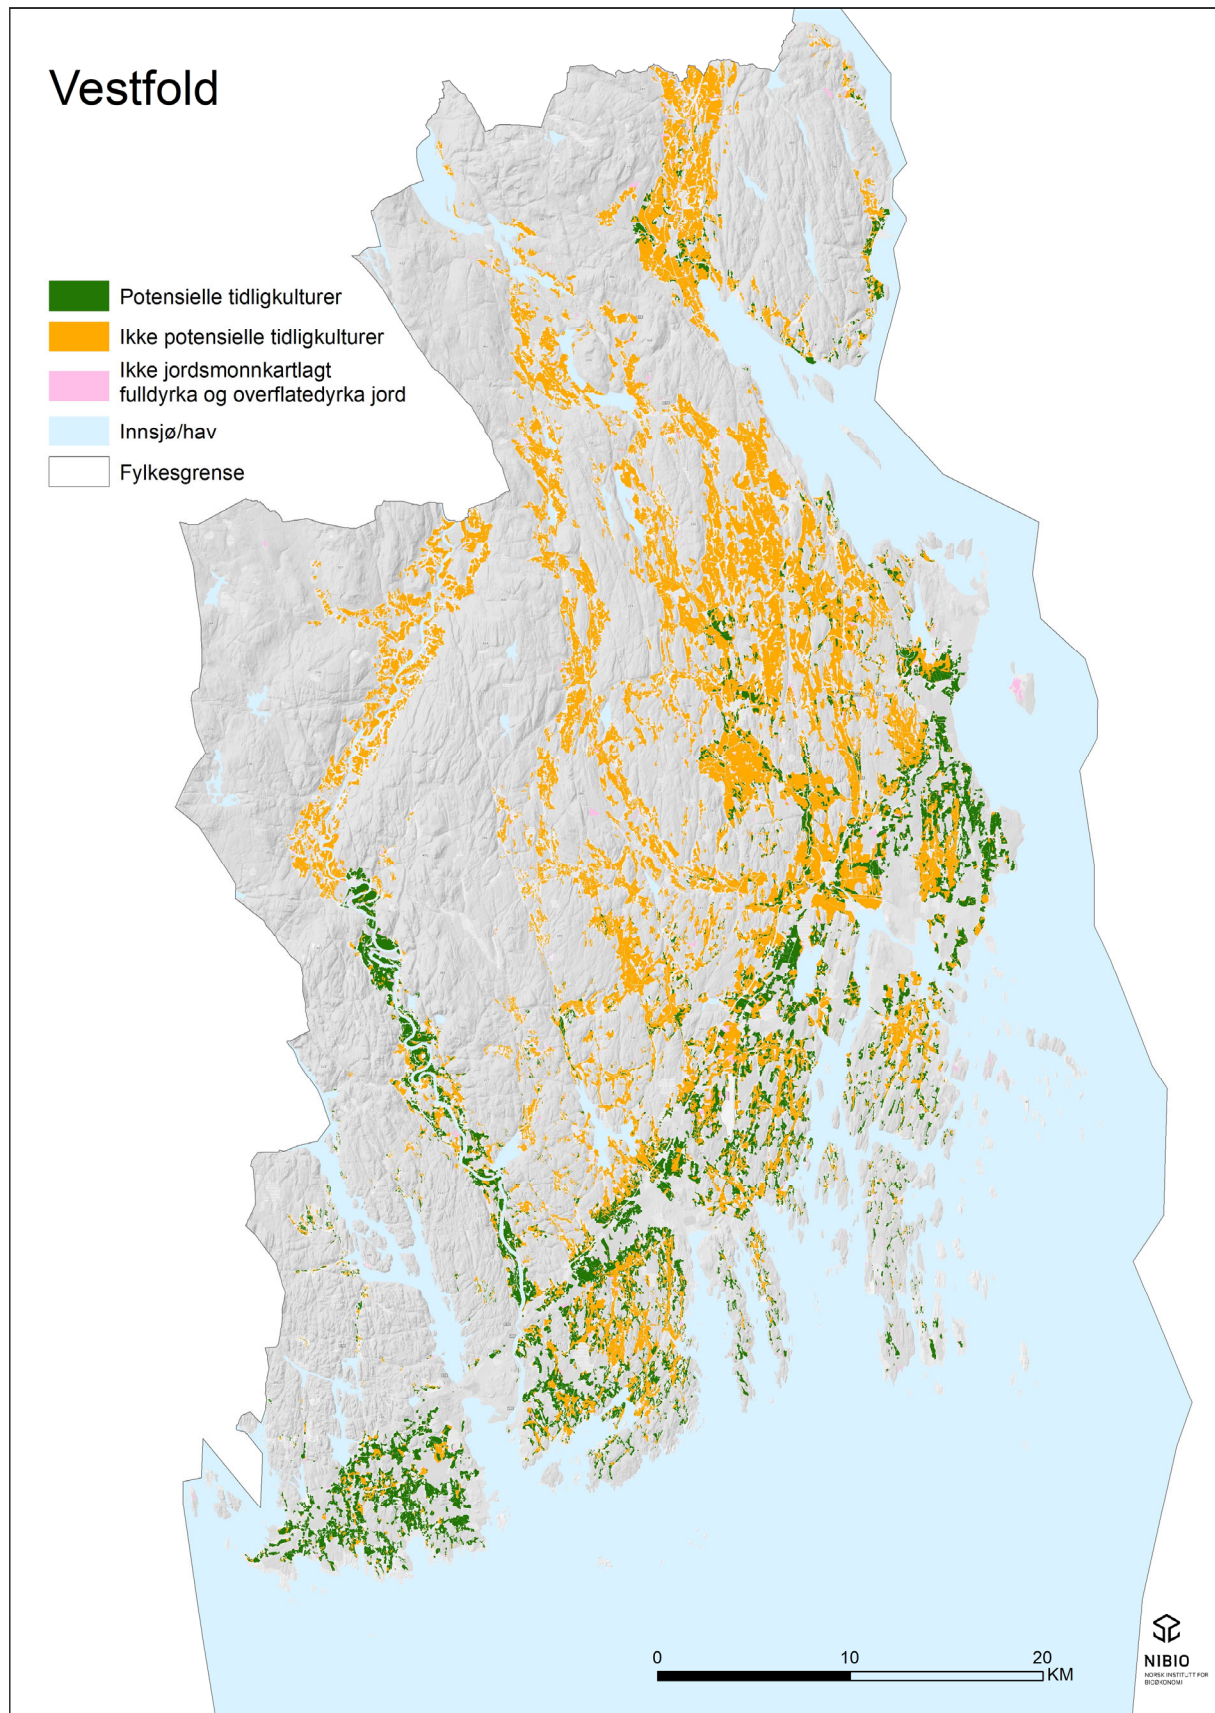 Vestfold
Potensielle tidligkulturer
Ikke potensielle tidligkulturer
Ikke jordsmonnkartlagt
fulldyrka og overflatedyrka jord
Innsjø/hav
Fylkesgrense
0 10 20
KM
NIBIO
NORSK INSTITUTT FOR
BIOØKONOMI